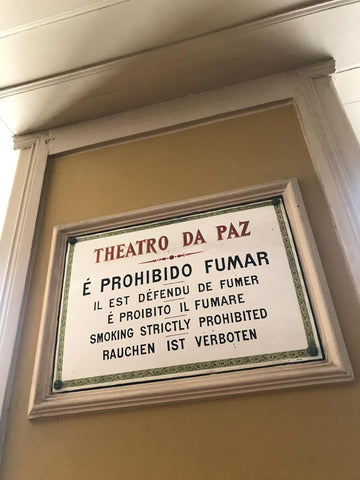 THEATRO DA PAZ
É PROHIBIDO FUMAR
IL EST DÉFENDU DE FUMER
É PROIBITO IL FUMARE
SMOKING STRICTLY PROHIBITED
RAUCHEN IST VERBOTEN